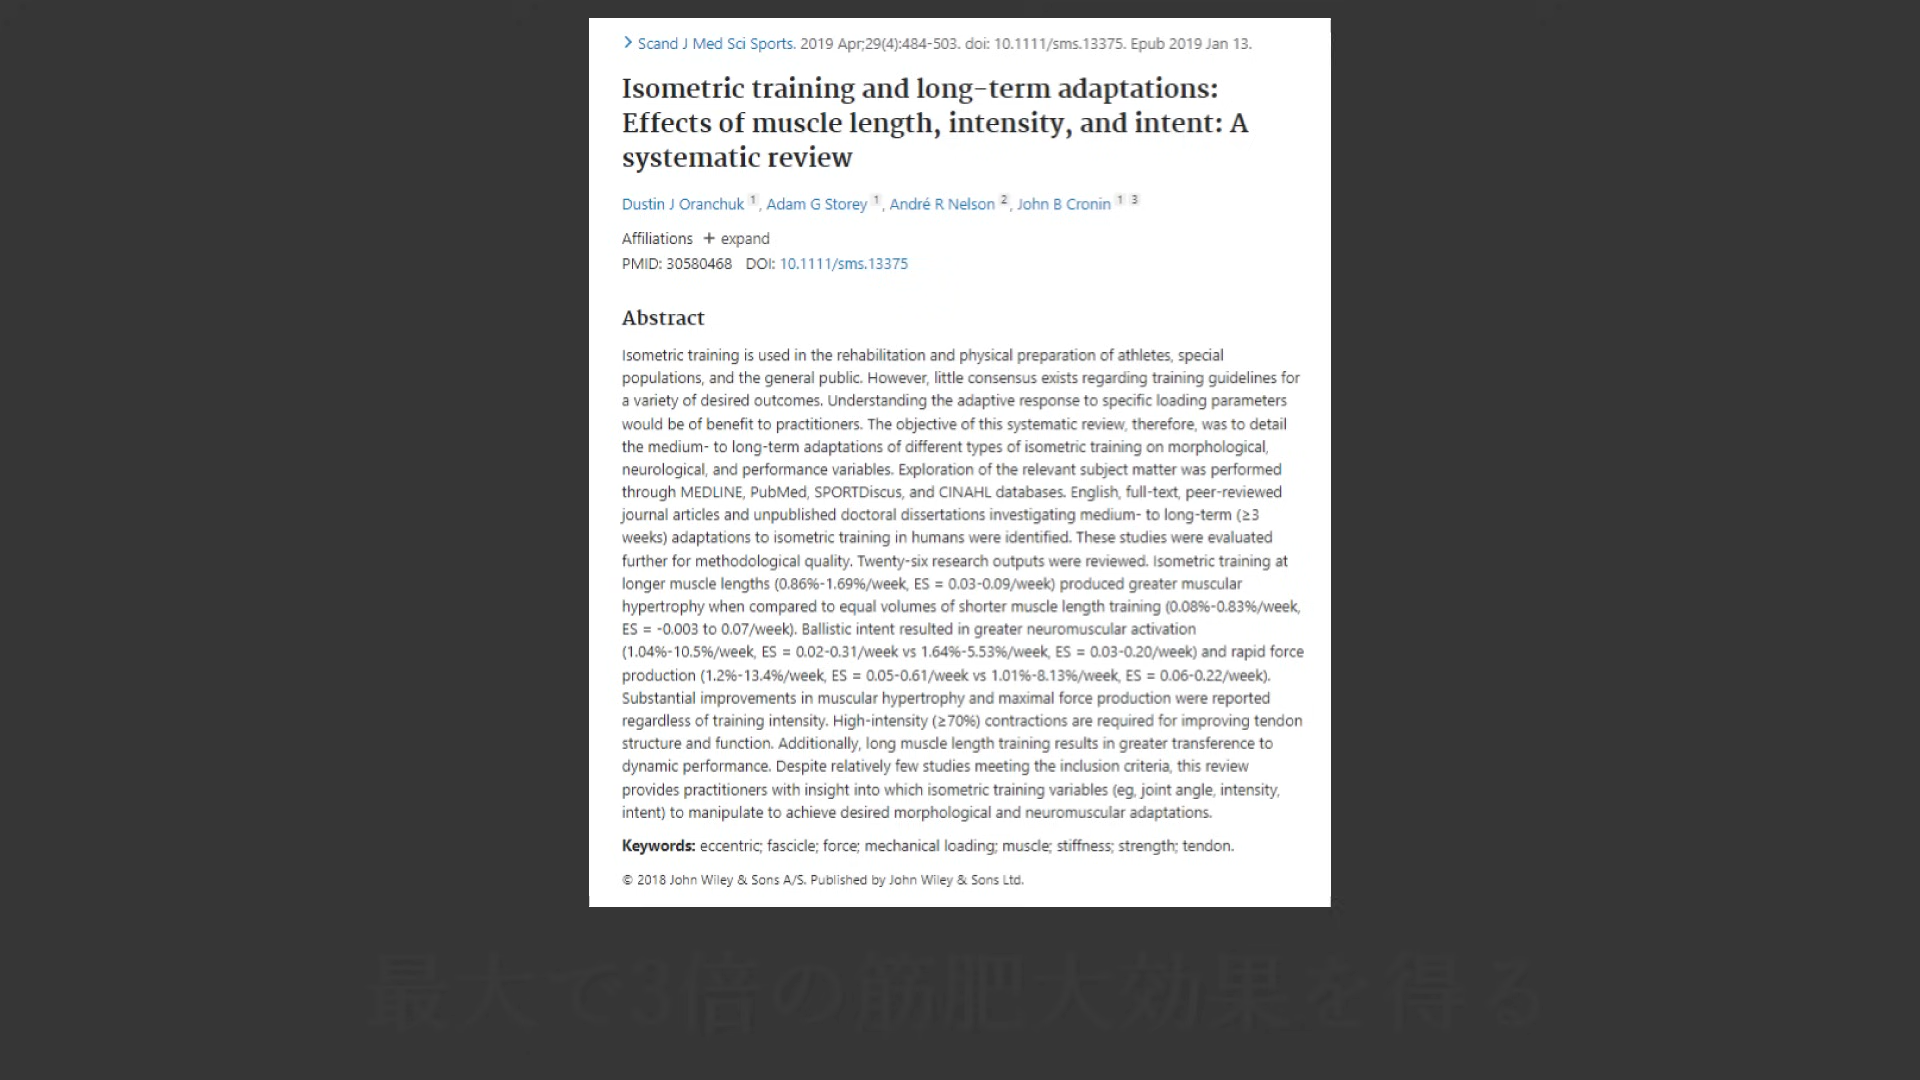 > Scand J Med Sci Sports. 2019 Apr;29(4):484-503. doi: 10.1111/sms.13375. Epub 2019 Jan 13.
Isometric training and long-term adaptations:
Effects of muscle length, intensity, and intent: A
systematic review
Dustin J Oranchuk 1, Adam G Storey 1, André R Nelson 2, John B Cronin 1 3
Affiliations + expand
PMID: 30580468 DOI: 10.1111/sms.13375
Abstract
Isometric training is used in the rehabilitation and physical preparation of athletes, special
populations, and the general public. However, little consensus exists regarding training guidelines for
a variety of desired outcomes. Understanding the adaptive response to specific loading parameters
would be of benefit to practitioners. The objective of this systematic review, therefore, was to detail
the medium- to long-term adaptations of different types of isometric training on morphological,
neurological, and performance variables. Exploration of the relevant subject matter was performed
through MEDLINE, PubMed, SPORTDiscus, and CINAHL databases. English, full-text, peer-reviewed
journal articles and unpublished doctoral dissertations investigating medium- to long-term (≥3
weeks) adaptations to isometric training in humans were identified. These studies were evaluated
further for methodological quality. Twenty-six research outputs were reviewed. Isometric training at
longer muscle lengths (0.86%-1.69%/week, ES = 0.03-0.09/week) produced greater muscular
hypertrophy when compared to equal volumes of shorter muscle length training (0.08%-0.83%/week,
ES = -0.003 to 0.07/week). Ballistic intent resulted in greater neuromuscular activation
(1.04%-10.5%/week, ES = 0.02-0.31/week vs 1.64%-5.53%/week, ES = 0.03-0.20/week) and rapid force
production (1.2%-13.4%/week, ES = 0.05-0.61/week vs 1.01%-8.13%/week, ES = 0.06-0.22/week).
Substantial improvements in muscular hypertrophy and maximal force production were reported
regardless of training intensity. High-intensity (≥70%) contractions are required for improving tendon
structure and function. Additionally, long muscle length training results in greater transference to
dynamic performance. Despite relatively few studies meeting the inclusion criteria, this review
provides practitioners with insight into which isometric training variables (eg, joint angle, intensity,
intent) to manipulate to achieve desired morphological and neuromuscular adaptations.
Keywords: eccentric; fascicle; force; mechanical loading; muscle; stiffness; strength; tendon.
© 2018 John Wiley & Sons A/S. Published by John Wiley & Sons Ltd.
最大で3倍の筋肥大効果を得る